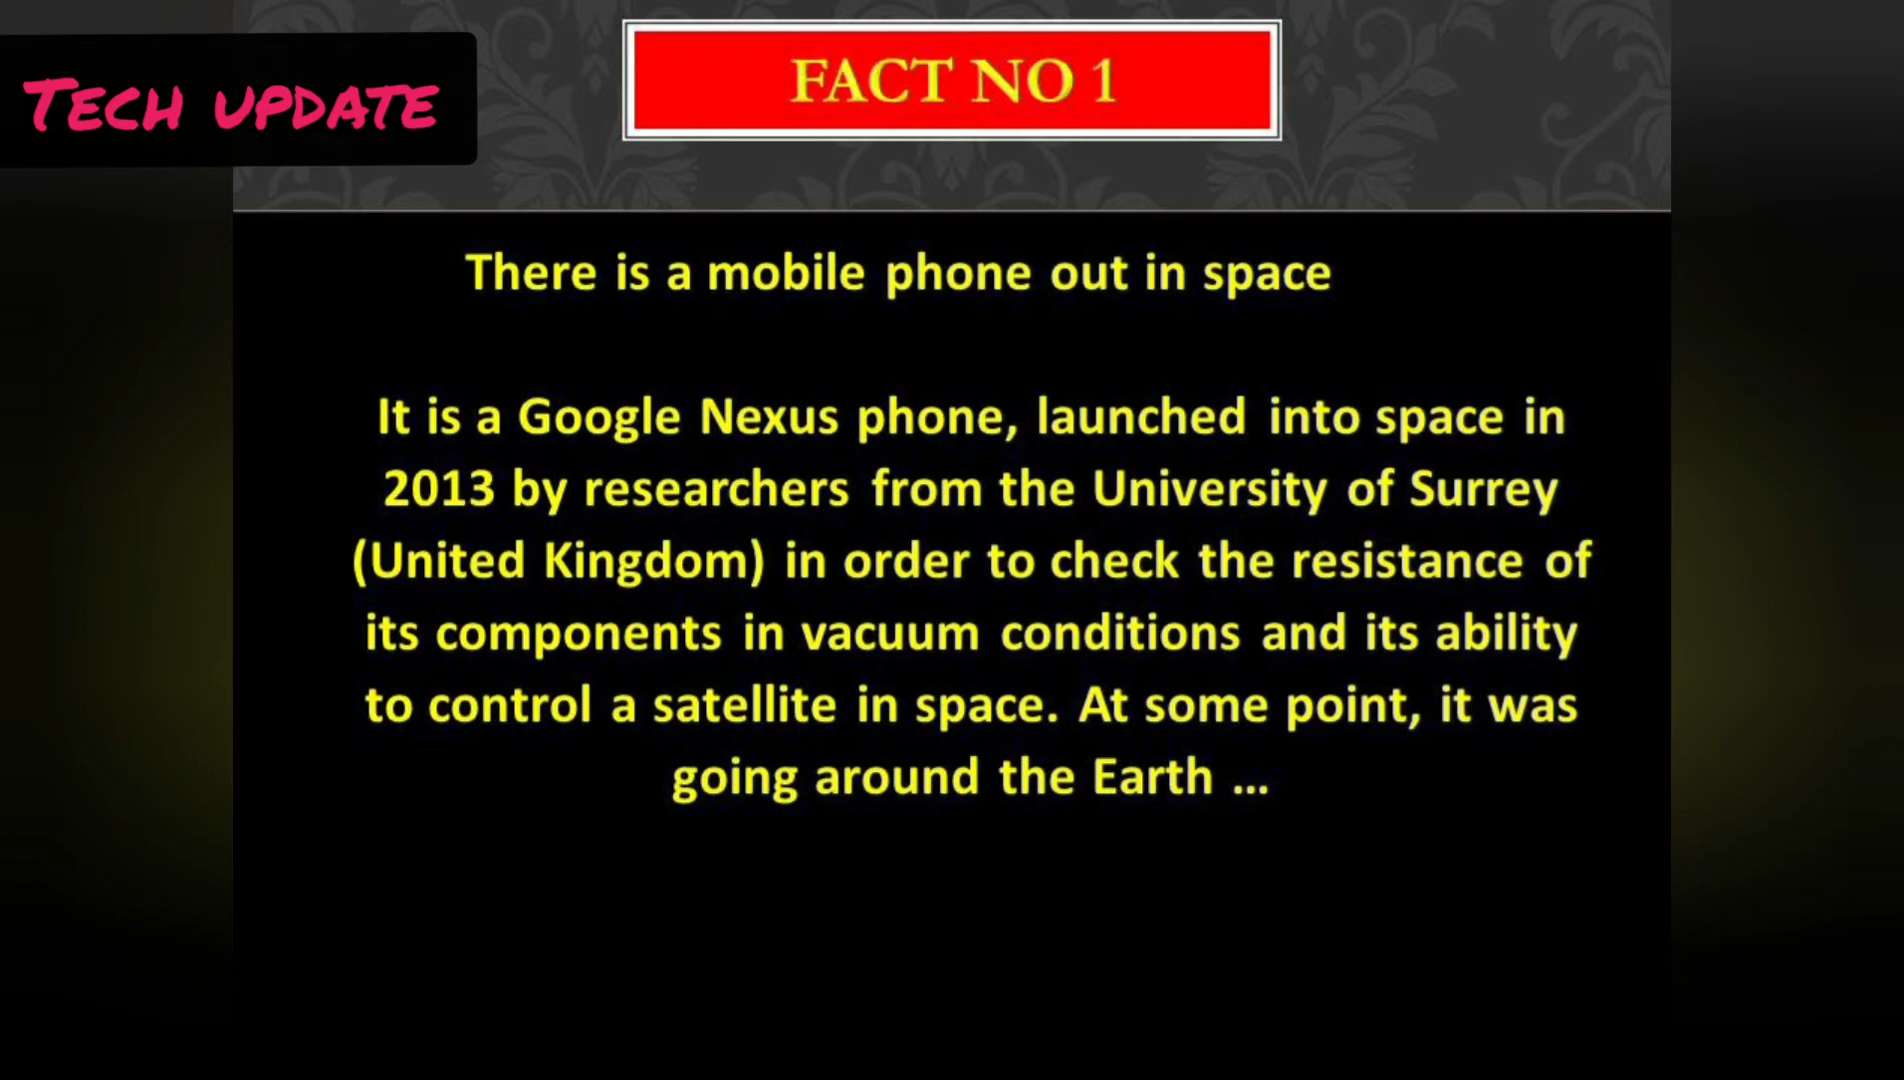 TECH UPDATE
FACT NO 1
There is a mobile phone out in space
It is a Google Nexus phone, launched into space in
2013 by researchers from the University of Surrey
(United Kingdom) in order to check the resistance of
its components in vacuum conditions and its ability
to control a satellite in space. At some point, it was
going around the Earth ...